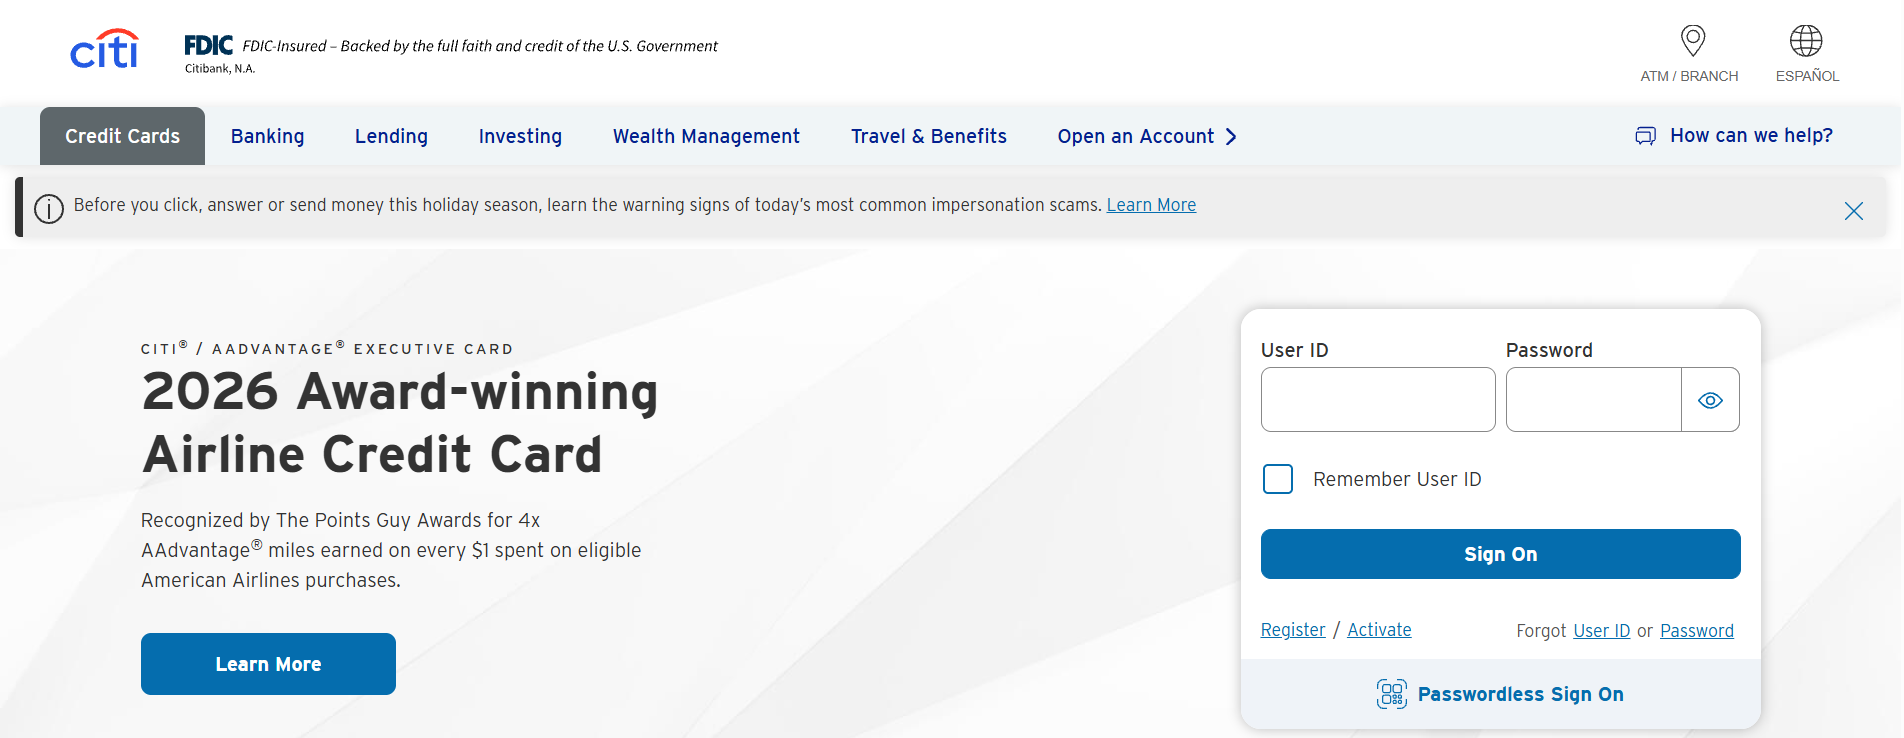 citi
FDIC FDIC-Insured – Backed by the full faith and credit of the U.S. Government
Citibank, N.A.
ATM / BRANCH
ESPAÑOL
Credit Cards
Banking
Lending
Investing
Wealth Management
Travel & Benefits
Open an Account
How can we help?
Before you click, answer or send money this holiday season, learn the warning signs of today’s most common impersonation scams. Learn More
CITI® / AADVANTAGE® EXECUTIVE CARD
2026 Award-winning
Airline Credit Card
Recognized by The Points Guy Awards for 4x
AAdvantage® miles earned on every $1 spent on eligible
American Airlines purchases.
Learn More
User ID
Password
Remember User ID
Sign On
Register / Activate
Forgot User ID or Password
Passwordless Sign On